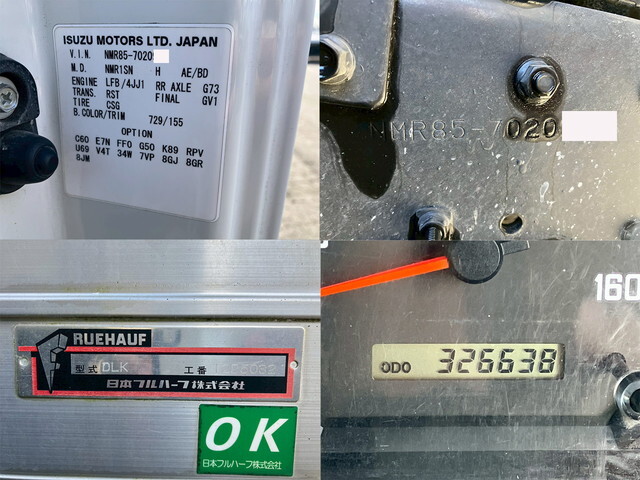 ISUZU MOTORS LTD. JAPAN
V.I.N. NMR85-7020
M.D. NMR1SN H AE/BD
ENGINE LFB/4JJ1 RR AXLE G73
TRANS. RST FINAL GV1
TIRE CSG
B.COLOR/TRIM 729/155
OPTION
C60 E7N FF0 G50 K89 RPV
U69 V4T 34W 7VP 8GJ 8GR
8JM
NMR85-7020
RUEHAUF
型式 DLK 工番
日本フルハーフ株式会社
OK
日本フルハーフ株式会社
160
ODO 326638